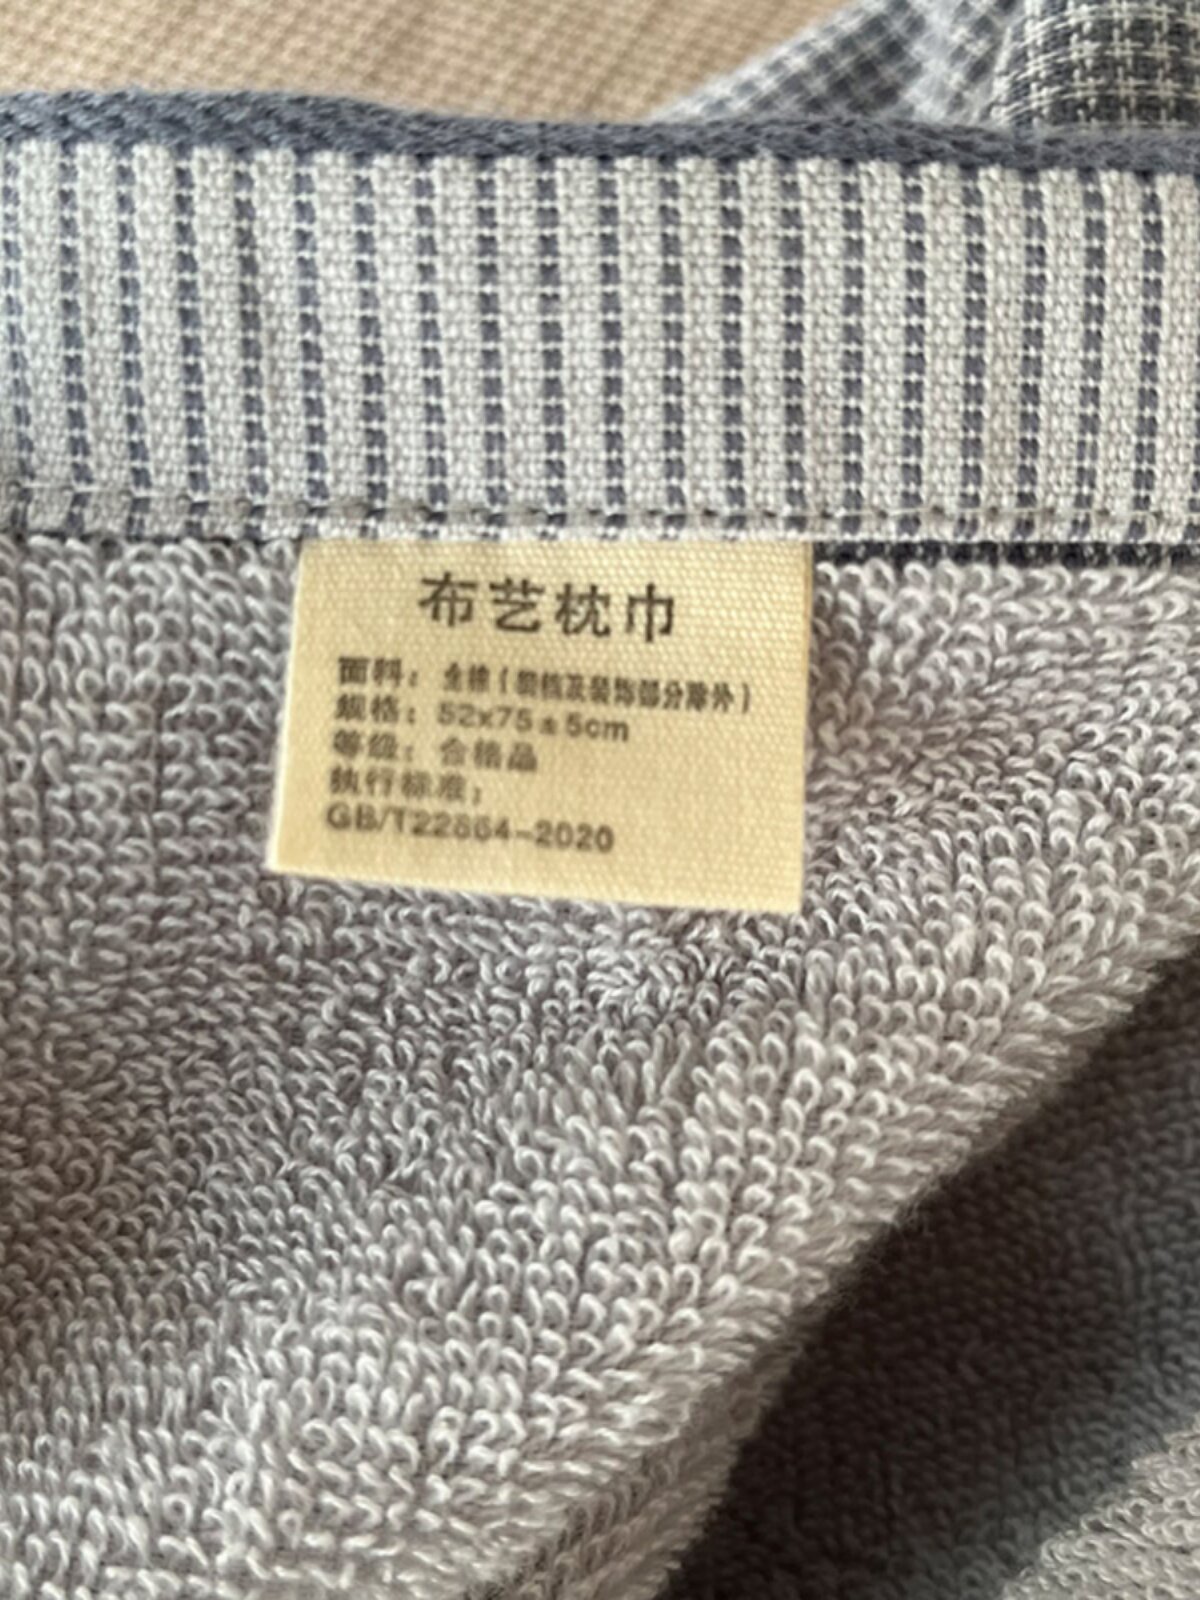 布艺枕巾
面料：全棉（缎档及装饰部分除外）
规格：52x75±5cm
等级：合格品
执行标准：
GB/T22864-2020